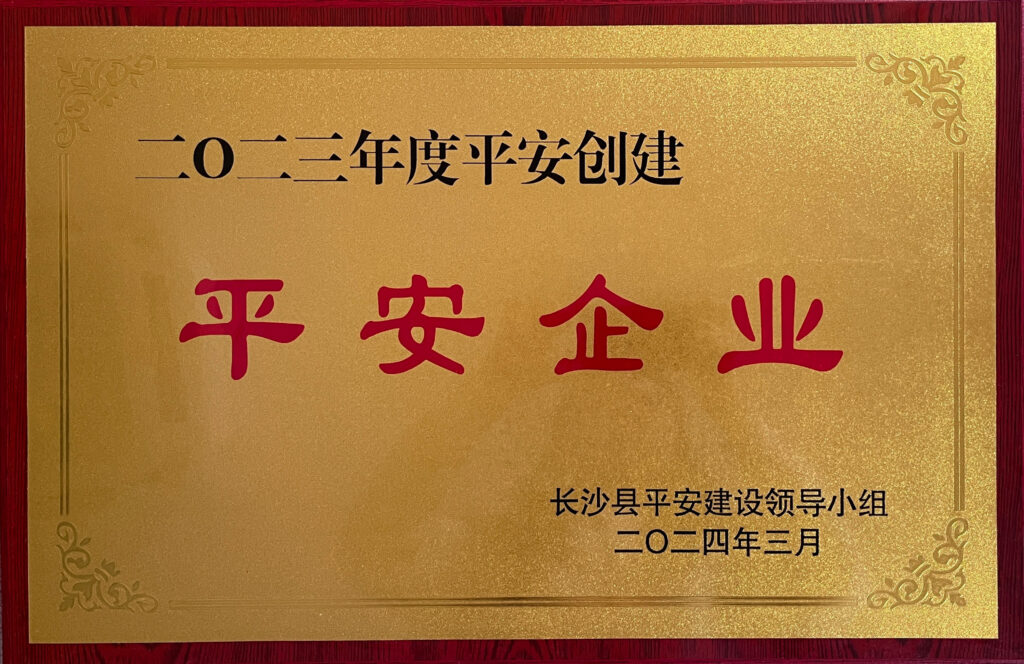 二〇二三年度平安创建
平安企业
长沙县平安建设领导小组
二〇二四年三月